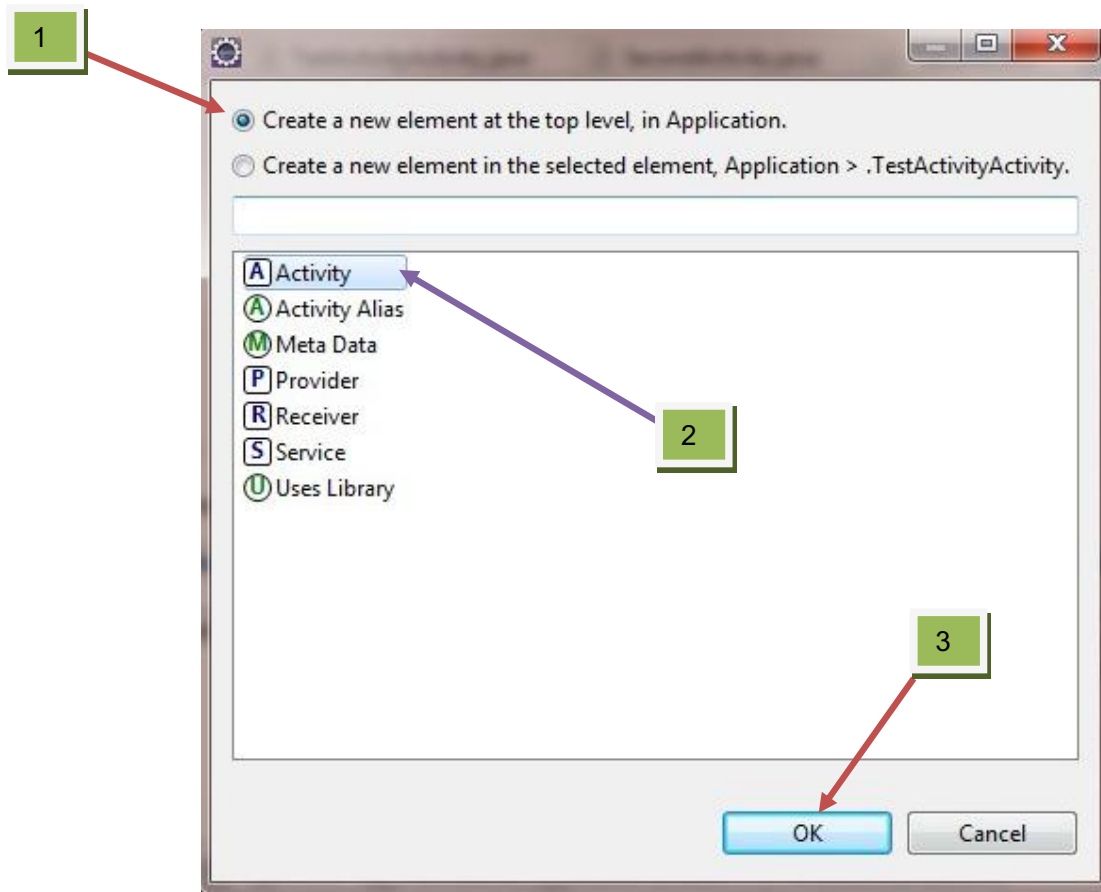 1
Create a new element at the top level, in Application.
Create a new element in the selected element, Application > .TestActivityActivity.
A Activity
A Activity Alias
M Meta Data
P Provider
2
R Receiver
S Service
U Uses Library
3
OK Cancel